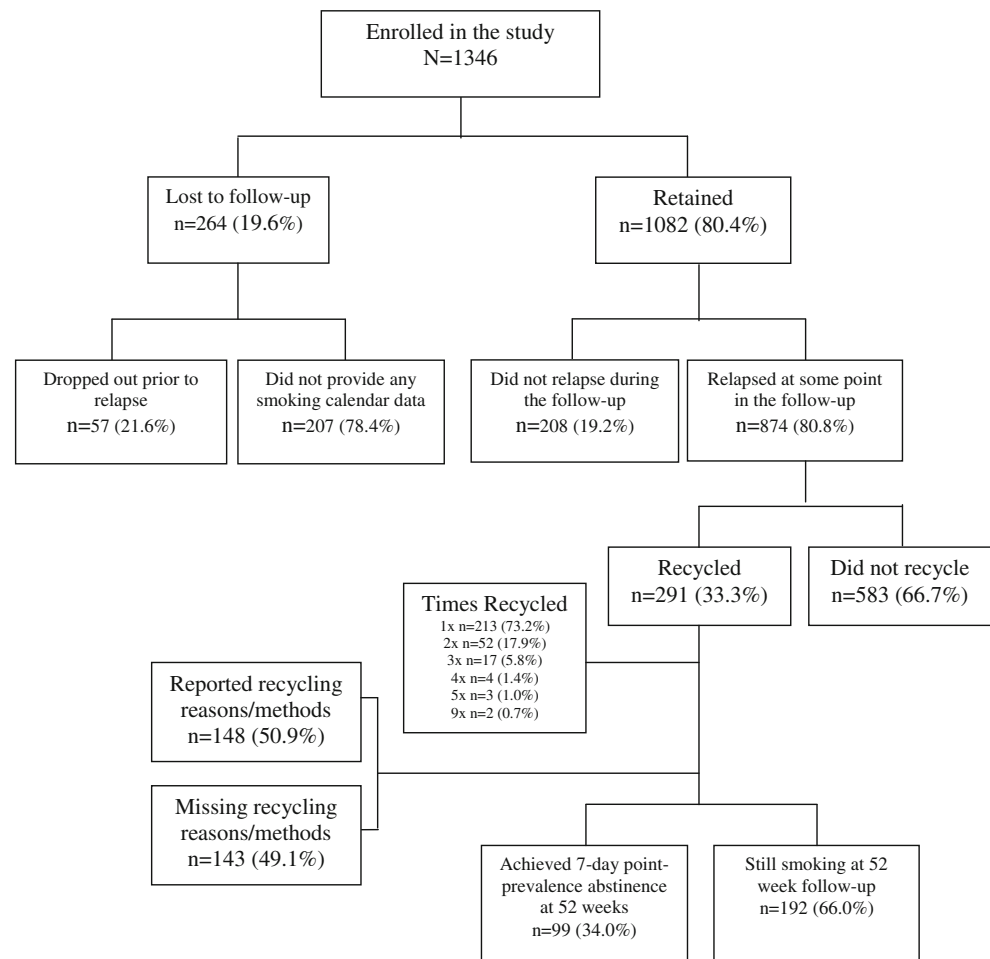 Enrolled in the study
N=1346
Lost to follow-up
n=264 (19.6%)
Retained
n=1082 (80.4%)
Dropped out prior to
relapse
n=57 (21.6%)
Did not provide any
smoking calendar data
n=207 (78.4%)
Did not relapse during
the follow-up
n=208 (19.2%)
Relapsed at some point
in the follow-up
n=874 (80.8%)
Recycled
n=291 (33.3%)
Did not recycle
n=583 (66.7%)
Times Recycled
1x n=213 (73.2%)
2x n=52 (17.9%)
3x n=17 (5.8%)
4x n=4 (1.4%)
5x n=3 (1.0%)
9x n=2 (0.7%)
Reported recycling
reasons/methods
n=148 (50.9%)
Missing recycling
reasons/methods
n=143 (49.1%)
Achieved 7-day point-
prevalence abstinence
at 52 weeks
n=99 (34.0%)
Still smoking at 52
week follow-up
n=192 (66.0%)